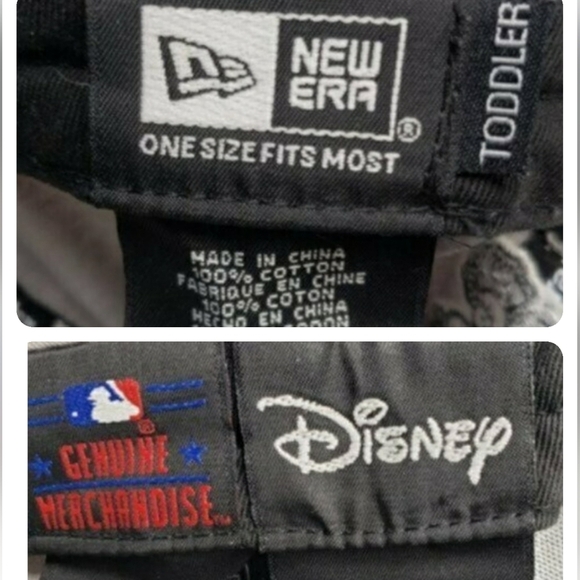 NEW
ERA
®
ONE SIZE FITS MOST
TODDLER
MADE IN CHINA
100% COTTON
FABRIQUE EN CHINE
100% COTON
HECHO EN CHINA
®
GENUINE
MERCHANDISE™
Disney